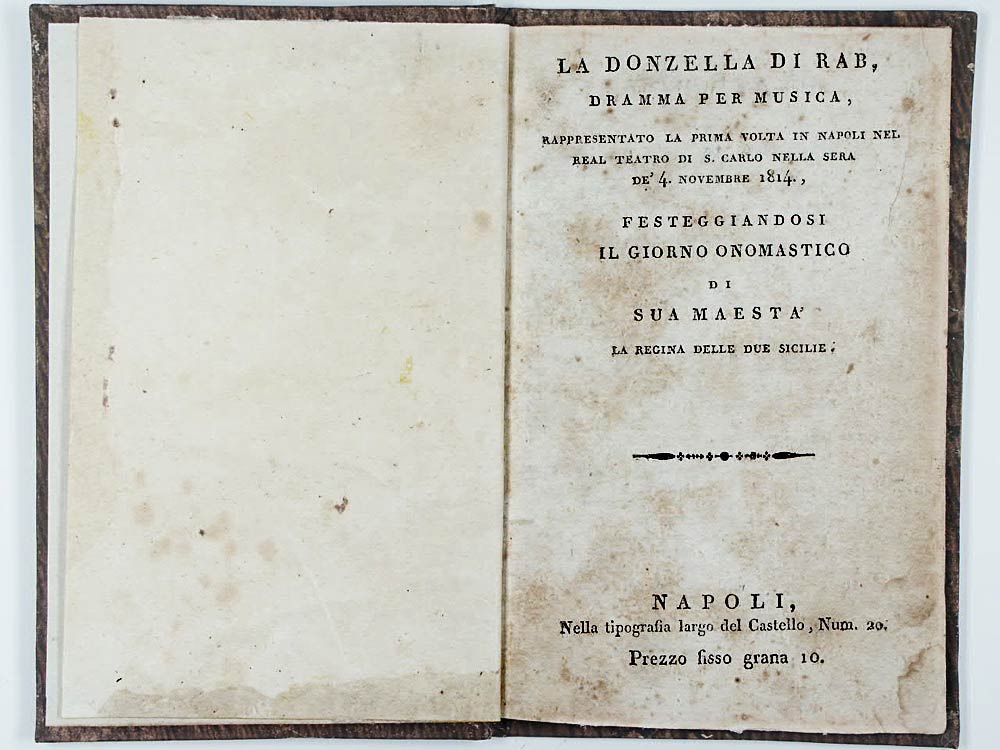 LA DONZELLA DI RAB,
DRAMMA PER MUSICA,
RAPPRESENTATO LA PRIMA VOLTA IN NAPOLI NEL
REAL TEATRO DI S. CARLO NELLA SERA
DE' 4. NOVEMBRE 1814.,
FESTEGGIANDOSI
IL GIORNO ONOMASTICO
DI
SUA MAESTA'
LA REGINA DELLE DUE SICILIE.
NAPOLI,
Nella tipografia largo del Castello, Num. 20.
Prezzo fisso grana 10.